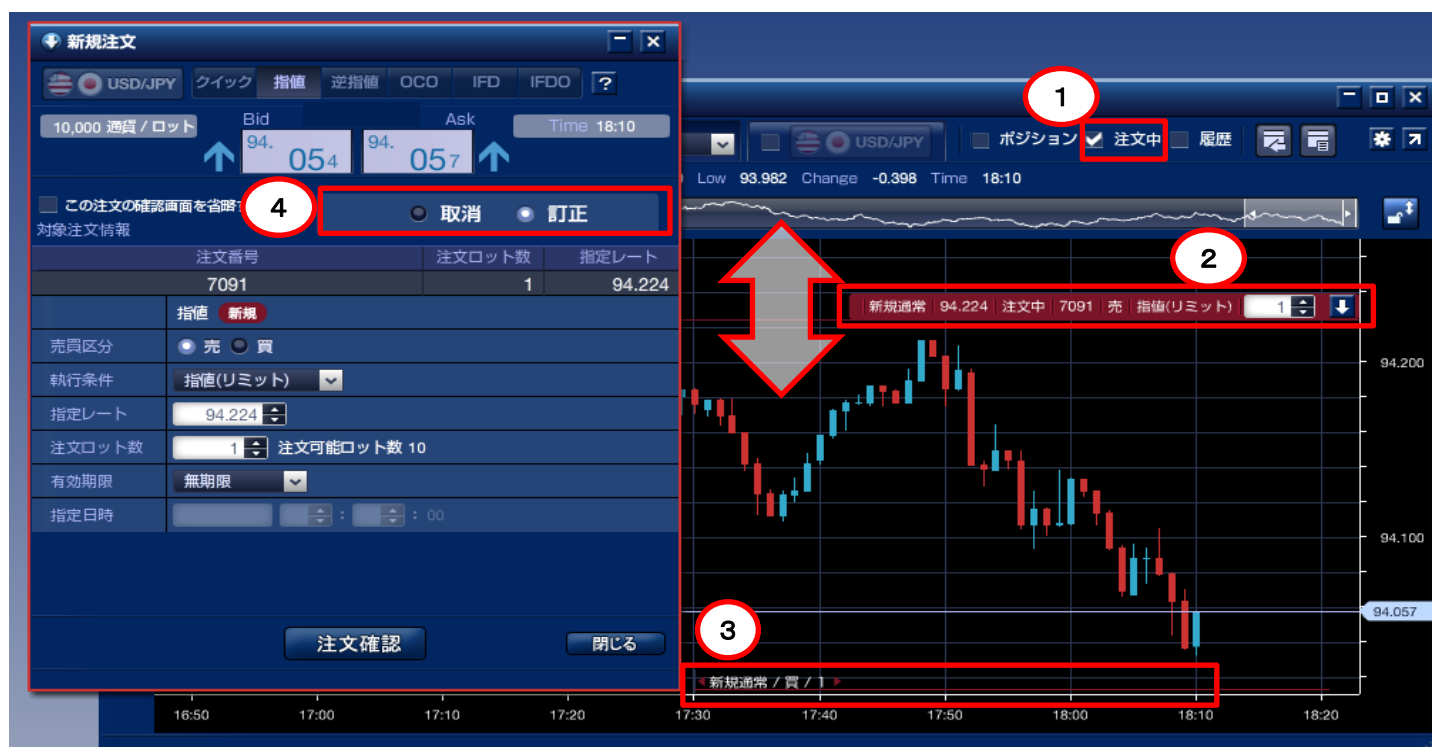 新規注文
USD/JPY クイック 指値 逆指値 OCO IFD IFDO ?
10,000 通貨 / ロット Bid Ask Time 18:10
94. 054 94. 057
この注文の確認画面を省略
4
取消 訂正
対象注文情報
注文番号 注文ロット数 指定レート
7091 1 94.224
指値 新規
売買区分 売 買
執行条件 指値(リミット)
指定レート 94.224
注文ロット数 1 注文可能ロット数 10
有効期限 無期限
指定日時 : : 00
注文確認 閉じる
1
USD/JPY ポジション 注文中 履歴
Low 93.982 Change -0.398 Time 18:10
2
新規通常 94.224 注文中 7091 売 指値(リミット) 1
94.200
94.100
94.057
3
新規通常 / 買 / 1
16:50 17:00 17:10 17:20 17:30 17:40 17:50 18:00 18:10 18:20